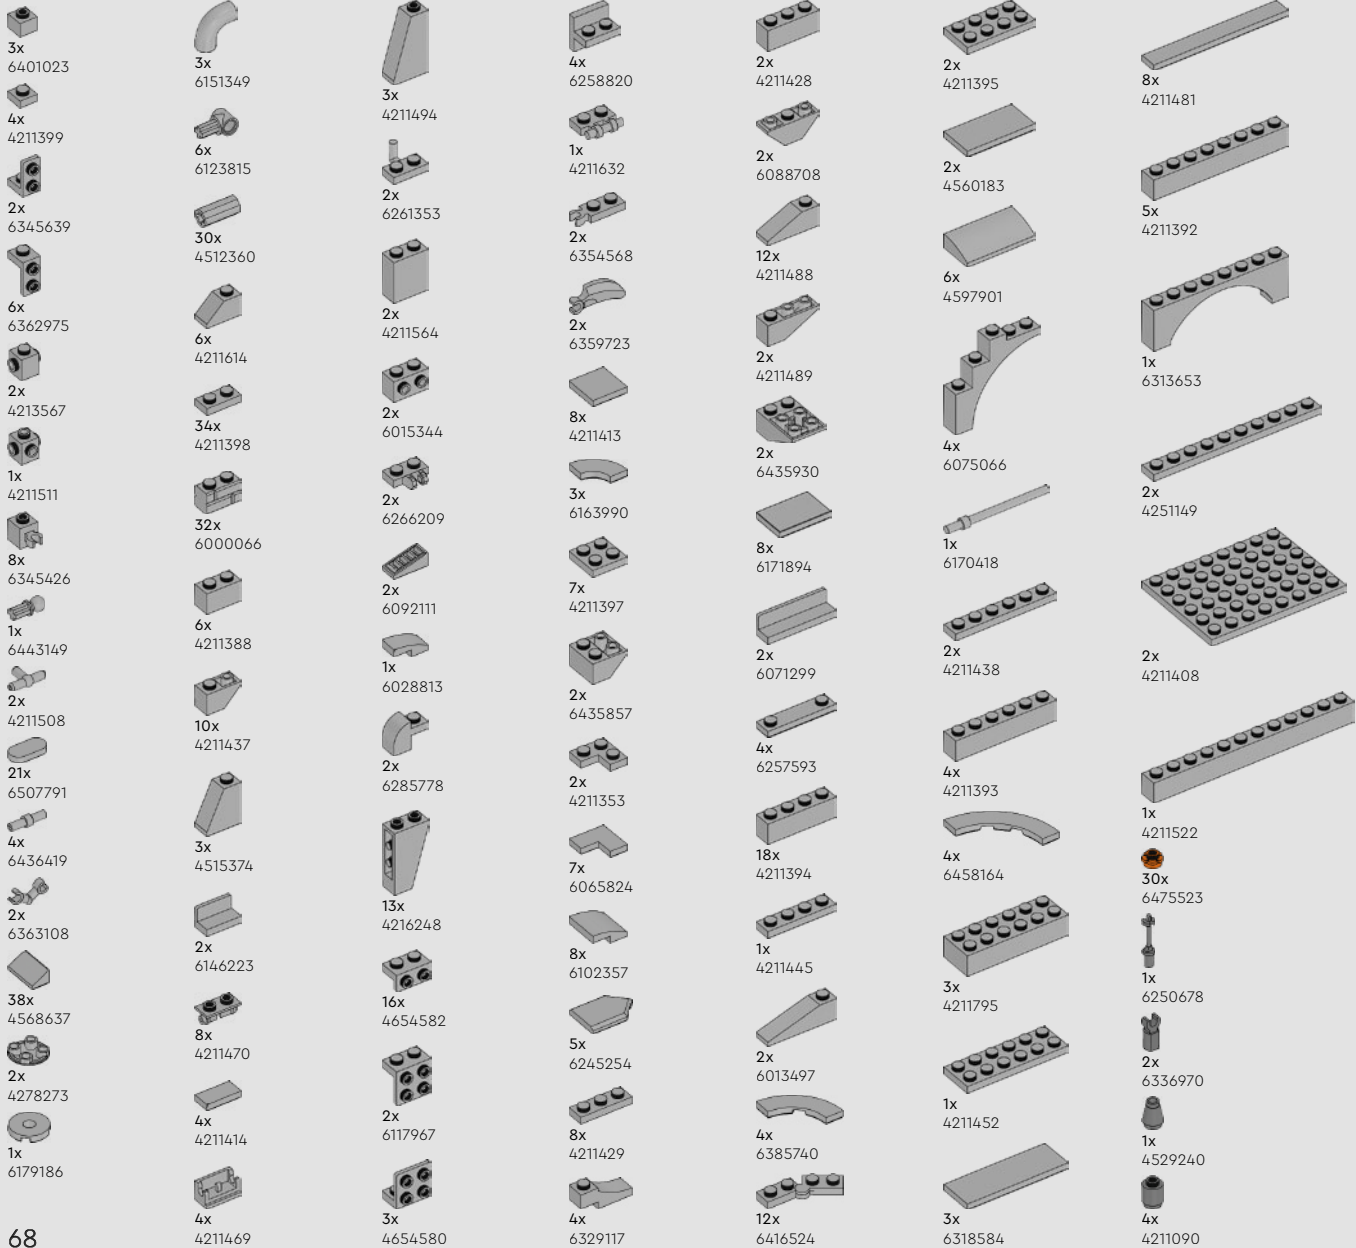 3x
6401023
4x
4211399
2x
6345639
6x
6362975
2x
4213567
1x
4211511
8x
6345426
1x
6443149
2x
4211508
21x
6507791
4x
6436419
2x
6363108
38x
4568637
2x
4278273
1x
6179186
3x
6151349
6x
6123815
30x
4512360
6x
4211614
34x
4211398
32x
6000066
6x
4211388
10x
4211437
3x
4515374
2x
6146223
8x
4211470
4x
4211414
4x
4211469
3x
4211494
2x
6261353
2x
4211564
2x
6015344
2x
6266209
2x
6092111
1x
6028813
2x
6285778
13x
4216248
16x
4654582
2x
6117967
3x
4654580
4x
6258820
1x
4211632
2x
6354568
2x
6359723
8x
4211413
3x
6163990
7x
4211397
2x
6435857
2x
4211353
7x
6065824
8x
6102357
5x
6245254
8x
4211429
4x
6329117
2x
4211428
2x
6088708
12x
4211488
2x
4211489
2x
6435930
8x
6171894
2x
6071299
4x
6257593
18x
4211394
1x
4211445
2x
6013497
4x
6385740
12x
6416524
2x
4211395
2x
4560183
6x
4597901
4x
6075066
1x
6170418
2x
4211438
4x
4211393
4x
6458164
3x
4211795
1x
4211452
3x
6318584
8x
4211481
5x
4211392
1x
6313653
2x
4251149
2x
4211408
1x
4211522
30x
6475523
1x
6250678
2x
6336970
1x
4529240
4x
4211090
68